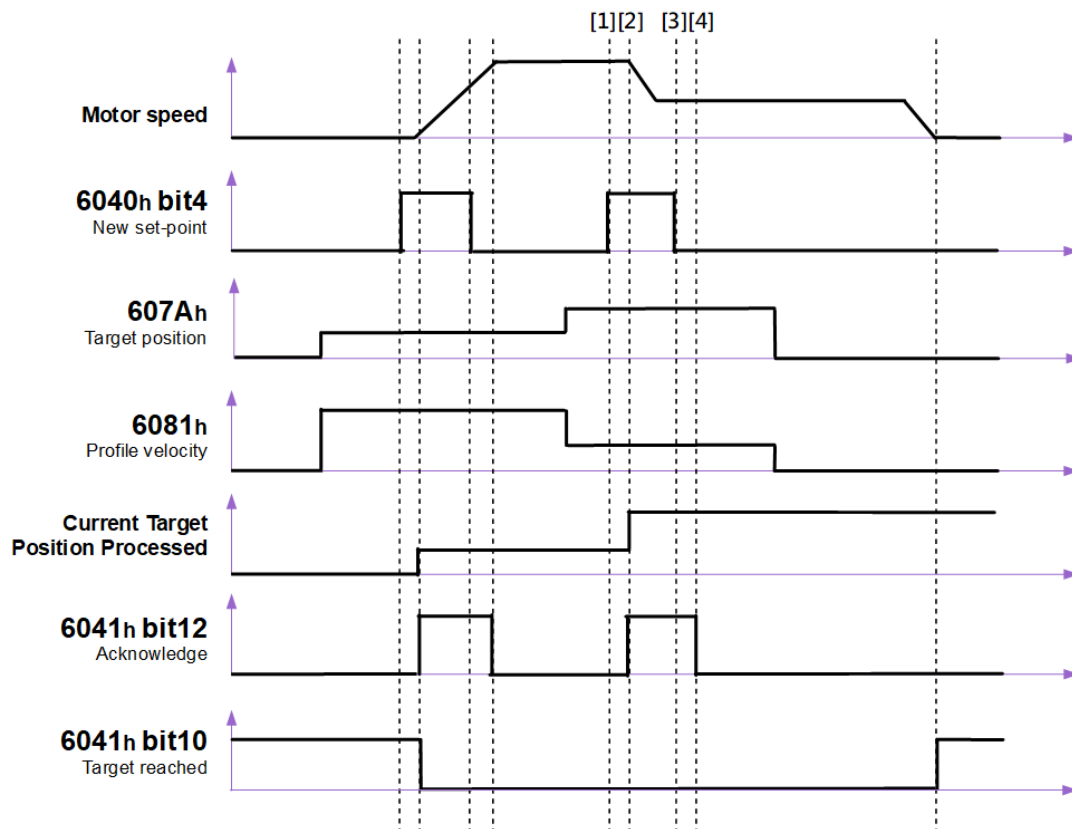 [1][2] [3][4]
Motor speed
6040h bit4
New set-point
607Ah
Target position
6081h
Profile velocity
Current Target
Position Processed
6041h bit12
Acknowledge
6041h bit10
Target reached